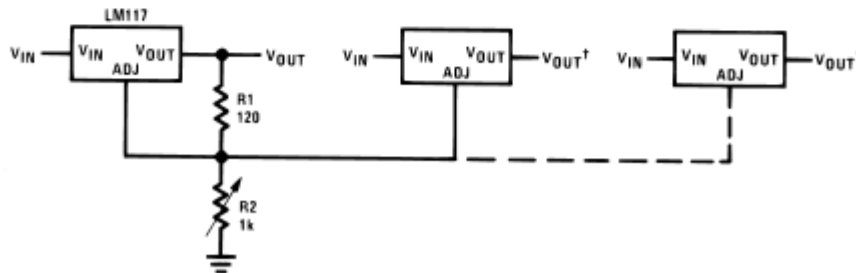 LM117
VIN VIN VOUT VOUT
ADJ
VIN VIN VOUT VOUT†
ADJ
VIN VIN VOUT VOUT
ADJ
R1
120
R2
1k